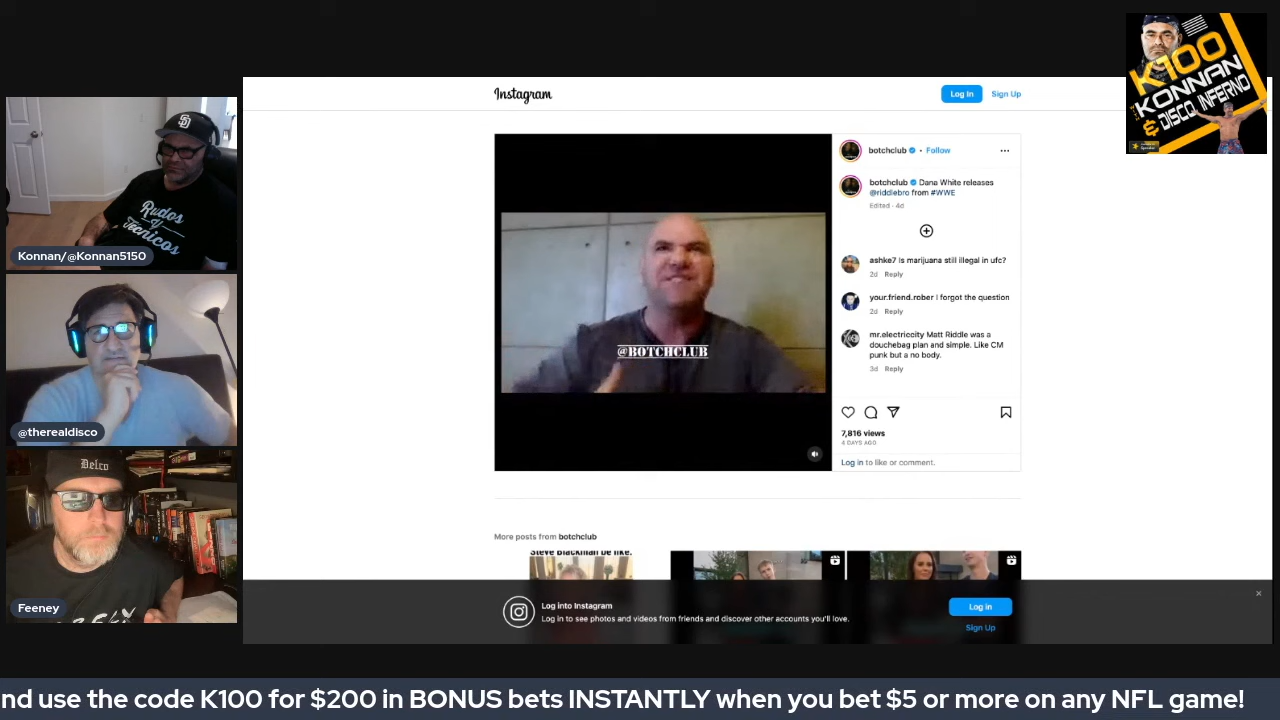 K100
KONNAN
& DISCO INFERNO
SD
Rudos
y
Tecnicos
Konnan/@Konnan5150
@therealdisco
Delco
Feeney
Instagram
Log In
Sign Up
@BOTCHCLUB
botchclub • Follow
botchclub Dana White releases
@riddlebro from #WWE
Edited · 4d
ashke7 Is marijuana still illegal in ufc?
2d Reply
your.friend.rober I forgot the question
2d Reply
mr.electriccity Matt Riddle was a
douchebag plan and simple. Like CM
punk but a no body.
3d Reply
7,816 views
4 DAYS AGO
Log in to like or comment.
More posts from botchclub
Steve Blackman be like.
Log into Instagram
Log in to see photos and videos from friends and discover other accounts you'll love.
Log in
Sign Up
nd use the code K100 for $200 in BONUS bets INSTANTLY when you bet $5 or more on any NFL game!